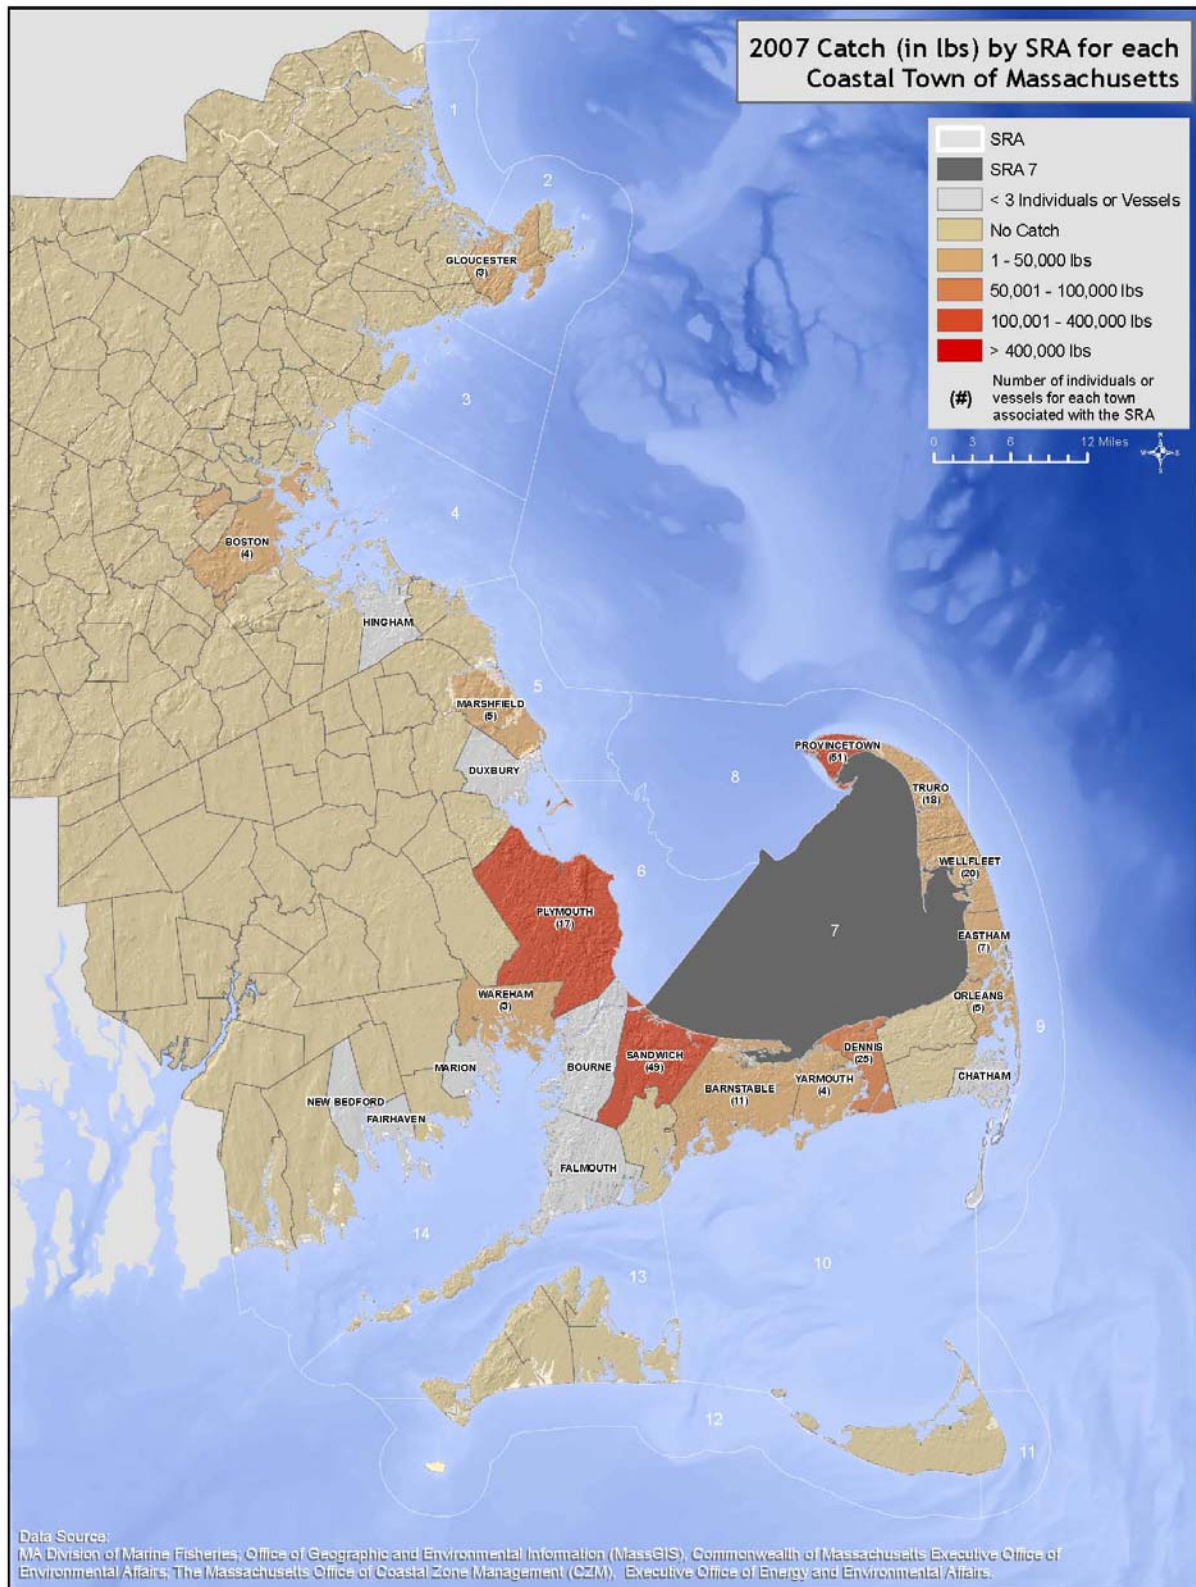 2007 Catch (in lbs) by SRA for each
Coastal Town of Massachusetts
SRA
SRA 7
< 3 Individuals or Vessels
No Catch
1 - 50,000 lbs
50,001 - 100,000 lbs
100,001 - 400,000 lbs
> 400,000 lbs
(#) Number of individuals or
vessels for each town
associated with the SRA
0 3 6 12 Miles
N
W E
S
1
2
GLOUCESTER
(3)
3
4
BOSTON
(4)
HINGHAM
5
MARSHFIELD
(5)
DUXBURY
8
PROVINCETOWN
(51)
TRURO
(18)
WELLFLEET
(20)
6
PLYMOUTH
(17)
7
EASTHAM
(7)
ORLEANS
(5)
WAREHAM
(3)
9
SANDWICH
(49)
DENNIS
(25)
BOURNE
MARION
YARMOUTH
(4)
CHATHAM
BARNSTABLE
(11)
NEW BEDFORD
FAIRHAVEN
FALMOUTH
14
10
13
12
11
Data Source:
MA Division of Marine Fisheries, Office of Geographic and Environmental Information (MassGIS), Commonwealth of Massachusetts Executive Office of
Environmental Affairs, The Massachusetts Office of Coastal Zone Management (CZM), Executive Office of Energy and Environmental Affairs.